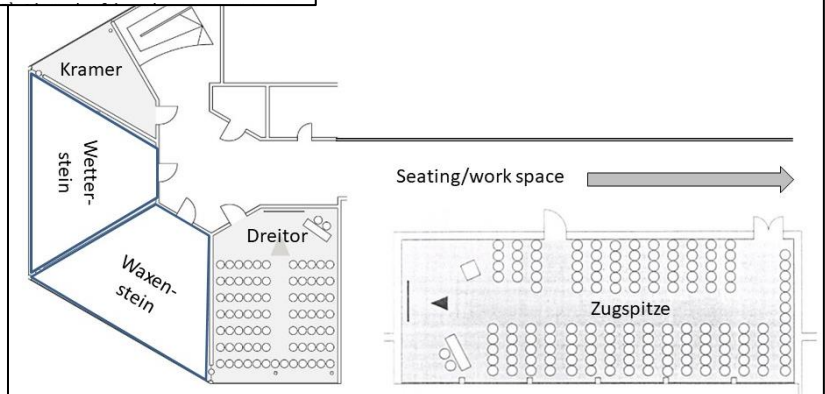 Kramer
Wetter-
stein
Waxen-
stein
Dreitor
Seating/work space
Zugspitze